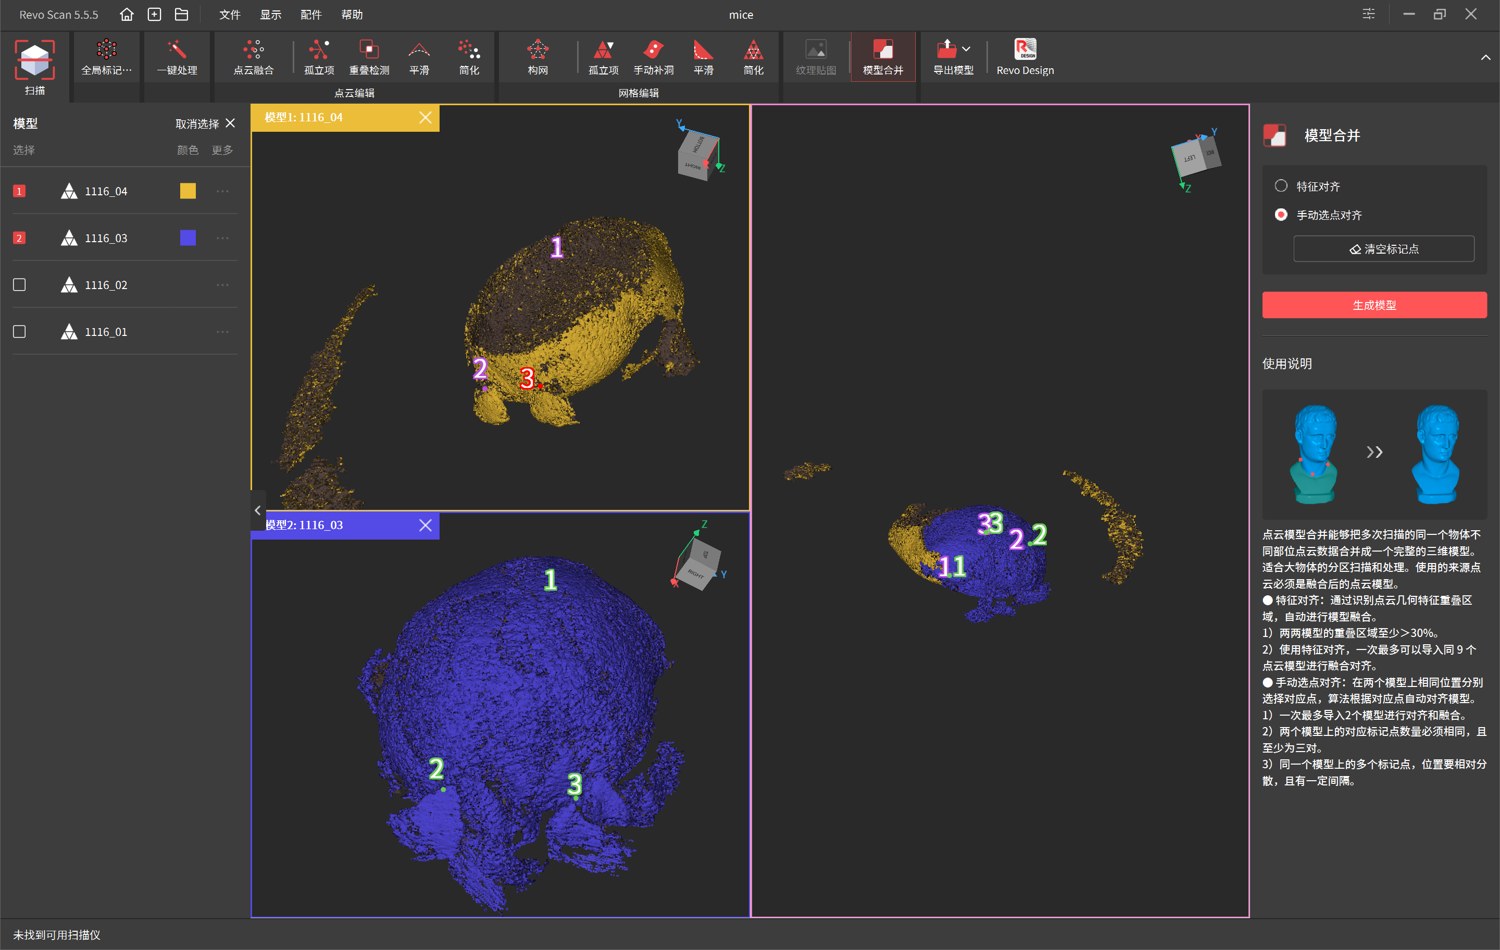 Revo Scan 5.5.5
文件
显示
配件
帮助
mice
扫描
全局标记…
一键处理
点云融合
孤立项
重叠检测
平滑
简化
点云编辑
构网
孤立项
手动补洞
平滑
简化
网格编辑
纹理贴图
模型合并
导出模型
Revo Design
模型
取消选择
选择
颜色
更多
1 1116_04
2 1116_03
1116_02
1116_01
模型1: 1116_04
Y
Z
1
2
3
模型2: 1116_03
Z
Y
RIGHT
1
2
3
Y
LEFT
Z
3 3
2 2
1 1
模型合并
特征对齐
手动选点对齐
清空标记点
生成模型
使用说明
点云模型合并能够把多次扫描的同一个物体不
同部位点云数据合并成一个完整的三维模型。
适合大物体的分区扫描和处理。使用的来源点
云必须是融合后的点云模型。
● 特征对齐：通过识别点云几何特征重叠区
域，自动进行模型融合。
1）两两模型的重叠区域至少＞30%。
2）使用特征对齐，一次最多可以导入同 9 个
点云模型进行融合对齐。
● 手动选点对齐：在两个模型上相同位置分别
选择对应点，算法根据对应点自动对齐模型。
1）一次最多导入2个模型进行对齐和融合。
2）两个模型上的对应标记点数量必须相同，且
至少为三对。
3）同一个模型上的多个标记点，位置要相对分
散，且有一定间隔。
未找到可用扫描仪